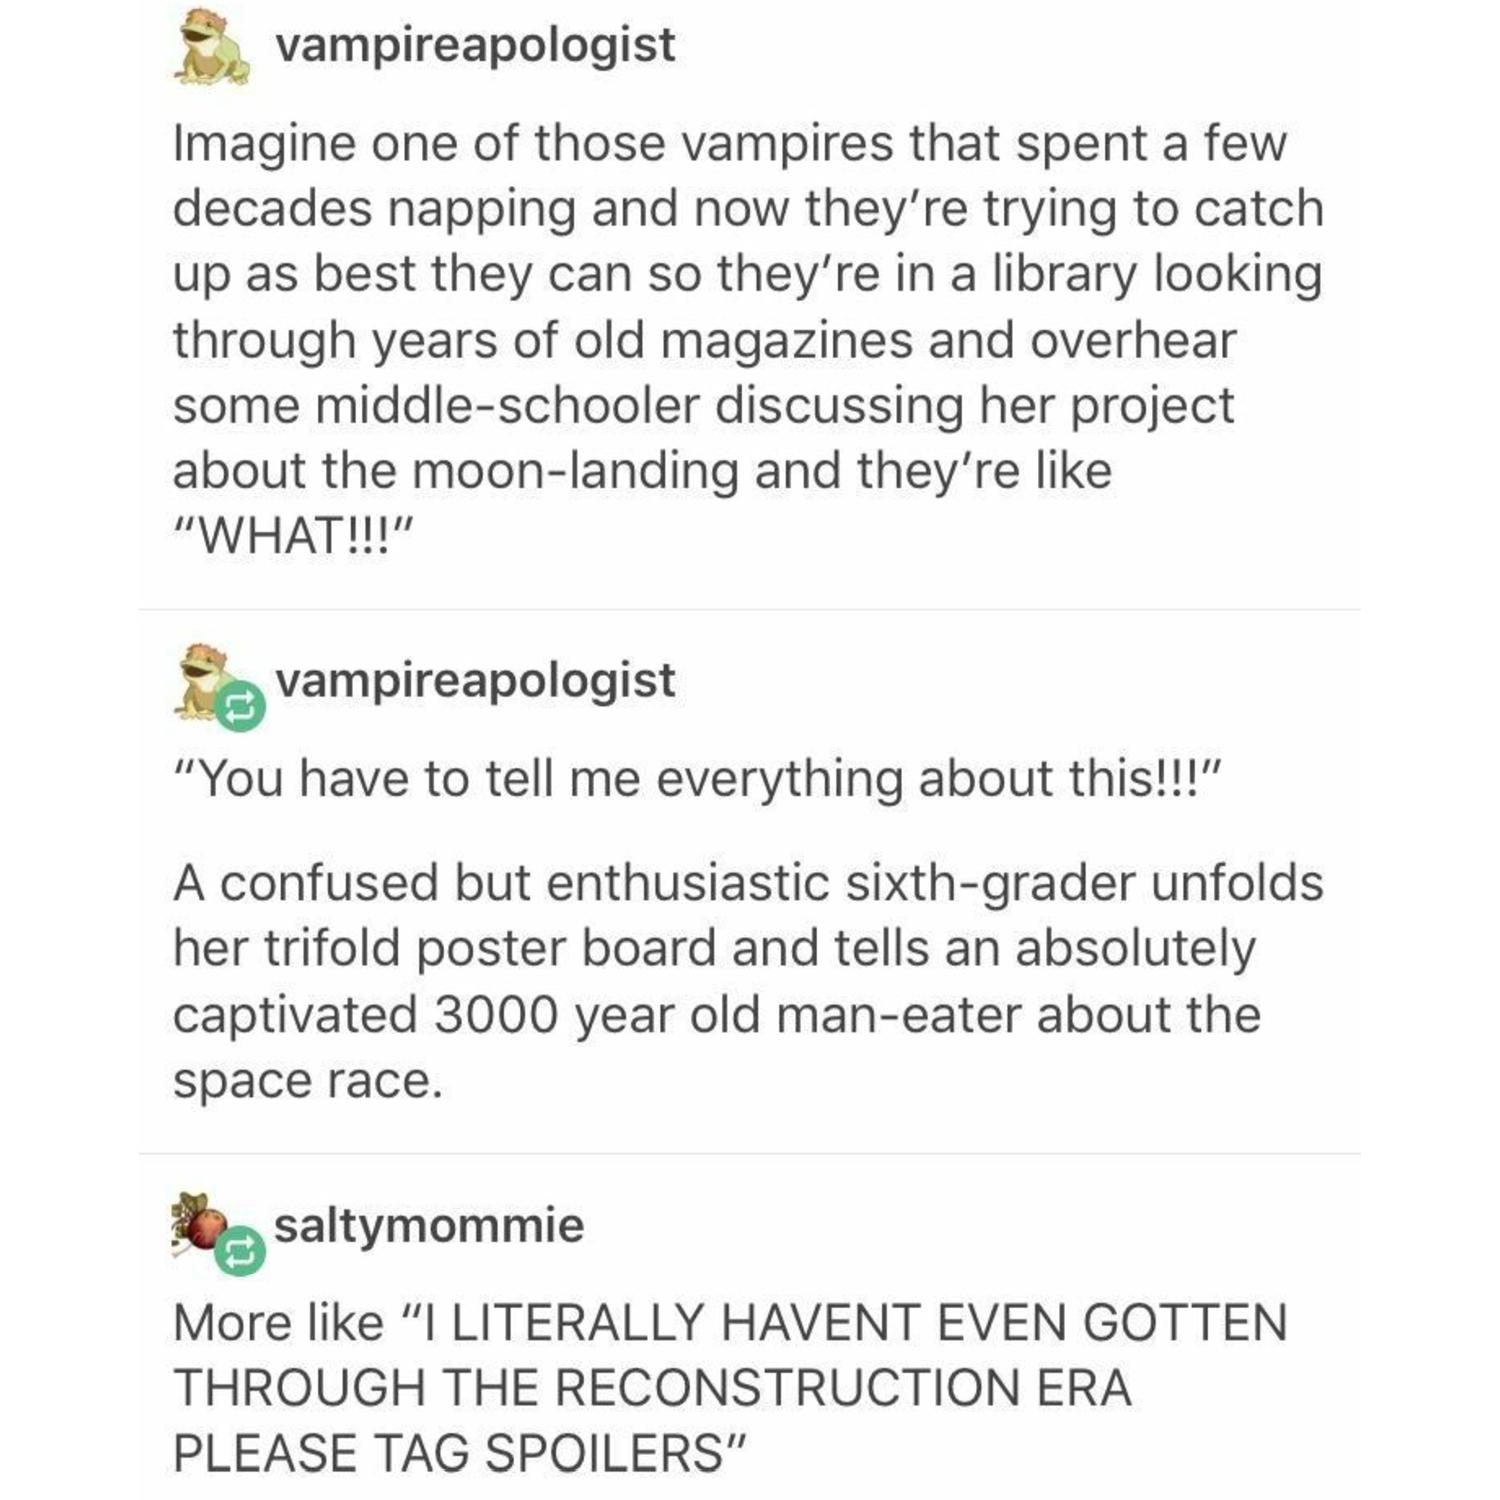 vampireapologist
Imagine one of those vampires that spent a few
decades napping and now they’re trying to catch
up as best they can so they’re in a library looking
through years of old magazines and overhear
some middle-schooler discussing her project
about the moon-landing and they’re like
“WHAT!!!”
vampireapologist
“You have to tell me everything about this!!!”
A confused but enthusiastic sixth-grader unfolds
her trifold poster board and tells an absolutely
captivated 3000 year old man-eater about the
space race.
saltymommie
More like “I LITERALLY HAVENT EVEN GOTTEN
THROUGH THE RECONSTRUCTION ERA
PLEASE TAG SPOILERS”